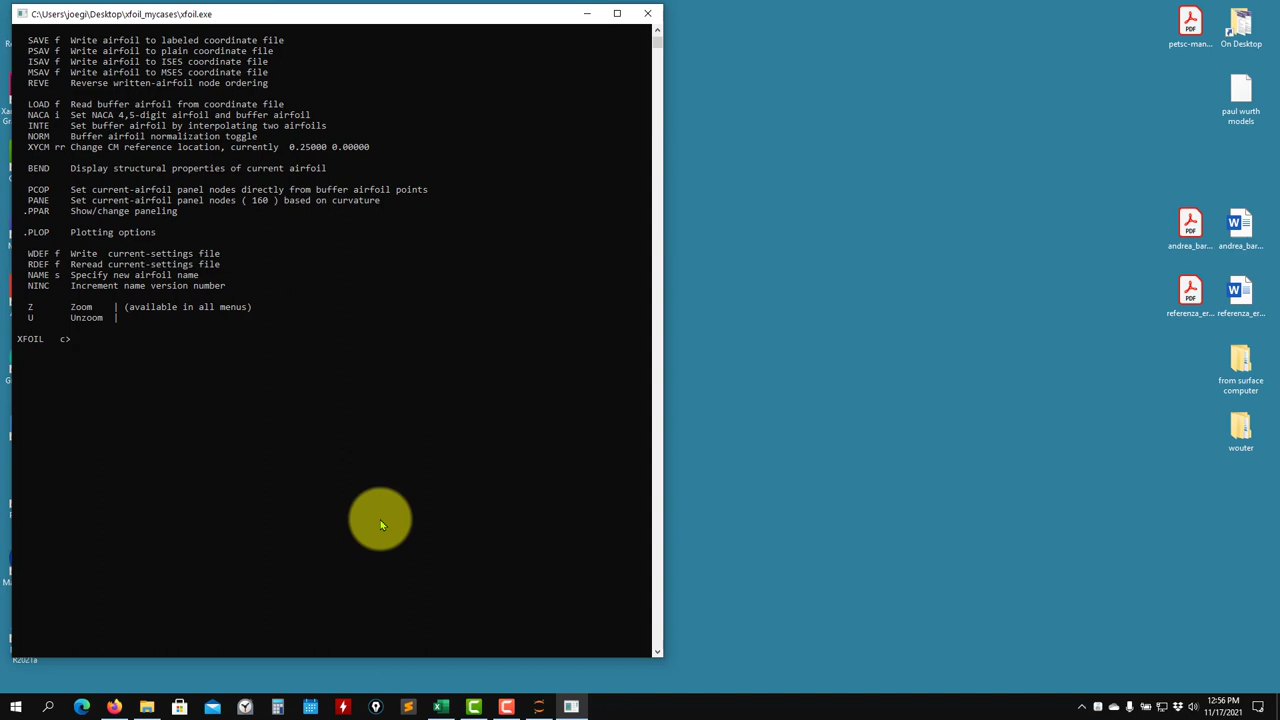 C:\Users\joegi\Desktop\xfoil_mycases\xfoil.exe
SAVE f Write airfoil to labeled coordinate file
PSAV f Write airfoil to plain coordinate file
ISAV f Write airfoil to ISES coordinate file
MSAV f Write airfoil to MSES coordinate file
REVE Reverse written-airfoil node ordering
LOAD f Read buffer airfoil from coordinate file
NACA i Set NACA 4,5-digit airfoil and buffer airfoil
INTE Set buffer airfoil by interpolating two airfoils
NORM Buffer airfoil normalization toggle
XYCM rr Change CM reference location, currently 0.25000 0.00000
BEND Display structural properties of current airfoil
PCOP Set current-airfoil panel nodes directly from buffer airfoil points
PANE Set current-airfoil panel nodes ( 160 ) based on curvature
.PPAR Show/change paneling
.PLOP Plotting options
WDEF f Write current-settings file
RDEF f Reread current-settings file
NAME s Specify new airfoil name
NINC Increment name version number
Z Zoom | (available in all menus)
U Unzoom |
XFOIL c>
petsc-man...
On Desktop
paul wurth
models
andrea_bar...
andrea_bar...
referenza_er...
referenza_er...
from surface
computer
wouter
R2021a
12:56 PM
11/17/2021